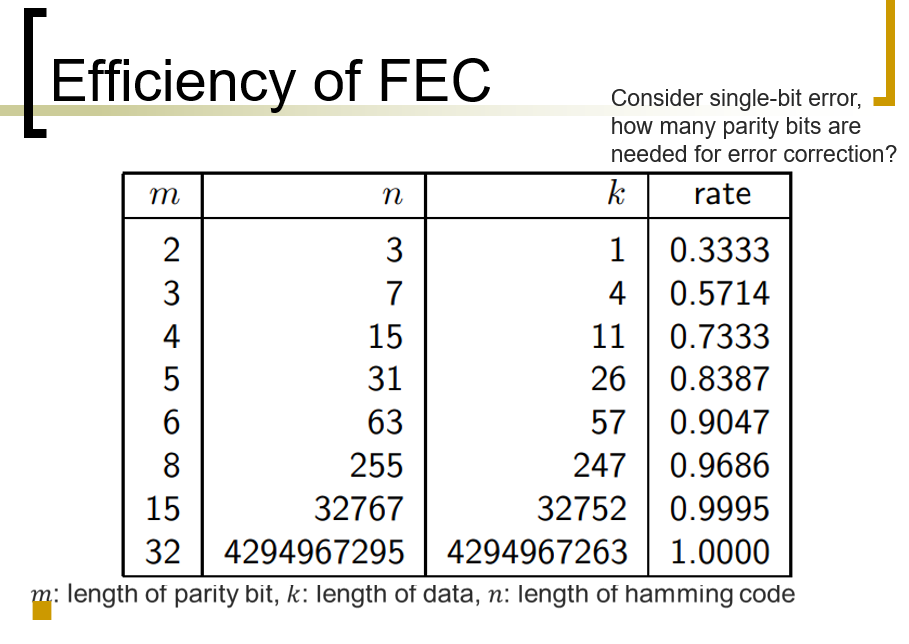 Efficiency of FEC
Consider single-bit error,
how many parity bits are
needed for error correction?
m n k rate
2 3 1 0.3333
3 7 4 0.5714
4 15 11 0.7333
5 31 26 0.8387
6 63 57 0.9047
8 255 247 0.9686
15 32767 32752 0.9995
32 4294967295 4294967263 1.0000
m: length of parity bit, k: length of data, n: length of hamming code